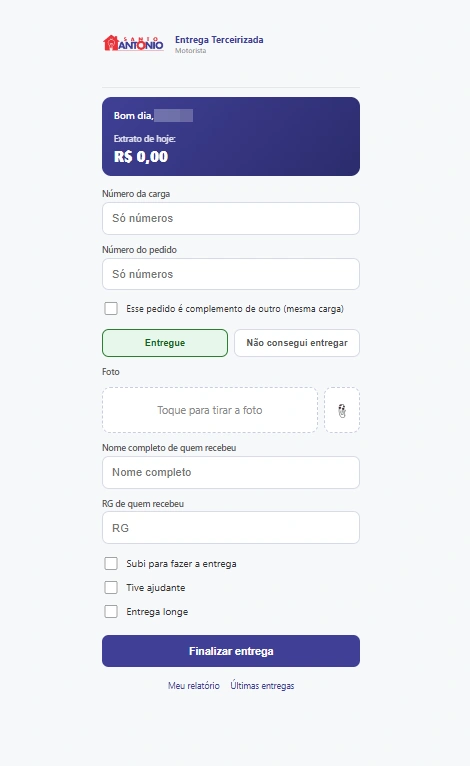 SANTO
ANTÔNIO
Entrega Terceirizada
Motorista
Bom dia,
Extrato de hoje:
R$ 0,00
Número da carga
Só números
Número do pedido
Só números
Esse pedido é complemento de outro (mesma carga)
Entregue
Não consegui entregar
Foto
Toque para tirar a foto
Nome completo de quem recebeu
Nome completo
RG de quem recebeu
RG
Subi para fazer a entrega
Tive ajudante
Entrega longe
Finalizar entrega
Meu relatório Últimas entregas